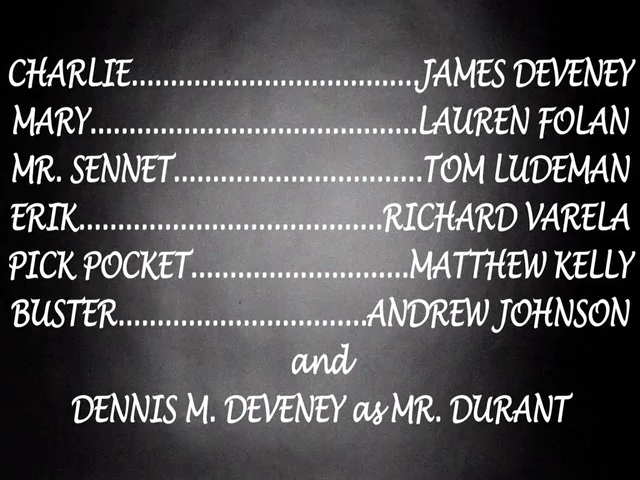 CHARLIE....................................JAMES DEVENEY
MARY.........................................LAUREN FOLAN
MR. SENNET...............................TOM LUDEMAN
ERIK......................................RICHARD VARELA
PICK POCKET...........................MATTHEW KELLY
BUSTER...............................ANDREW JOHNSON
and
DENNIS M. DEVENEY as MR. DURANT